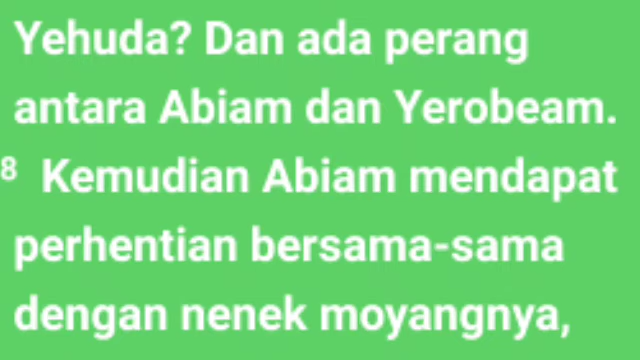 Yehuda? Dan ada perang
antara Abiam dan Yerobeam.
8 Kemudian Abiam mendapat
perhentian bersama-sama
dengan nenek moyangnya,